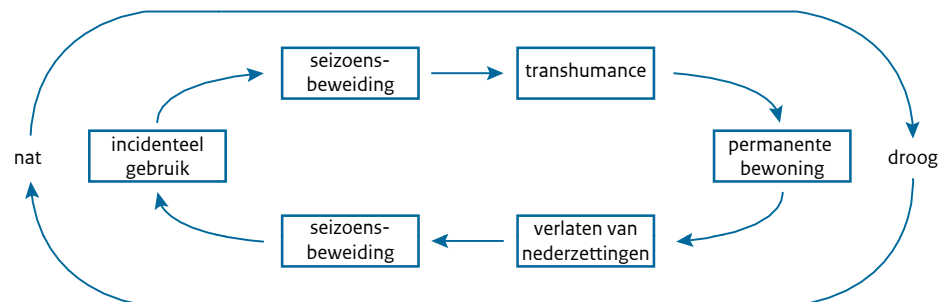 seizoens-
beweiding
transhumance
nat
incidenteel
gebruik
permanente
bewoning
droog
seizoens-
beweiding
verlaten van
nederzettingen